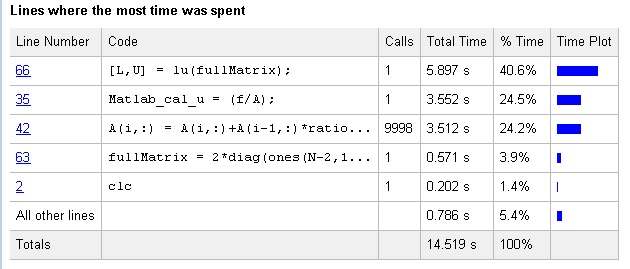 Lines where the most time was spent
Line Number Code Calls Total Time % Time Time Plot
66 [L,U] = lu(fullMatrix); 1 5.897 s 40.6%
35 Matlab_cal_u = (f/A); 1 3.552 s 24.5%
42 A(i,:) = A(i,:)+A(i-1,:)*ratio... 9998 3.512 s 24.2%
63 fullMatrix = 2*diag(ones(N-2,1... 1 0.571 s 3.9%
2 clc 1 0.202 s 1.4%
All other lines 0.786 s 5.4%
Totals 14.519 s 100%